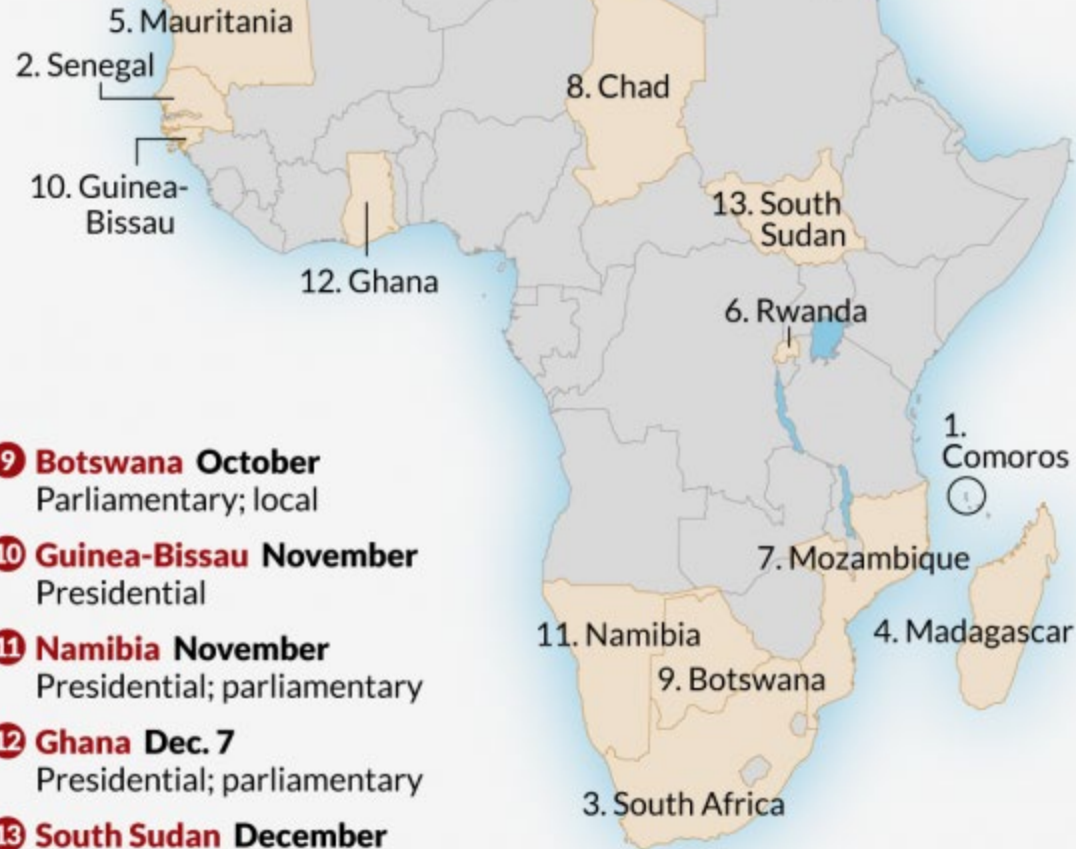 5. Mauritania
2. Senegal
8. Chad
10. Guinea-
Bissau
13. South
Sudan
12. Ghana
6. Rwanda
1.
Comoros
7. Mozambique
11. Namibia
4. Madagascar
9. Botswana
3. South Africa
9 Botswana October
Parliamentary; local
10 Guinea-Bissau November
Presidential
11 Namibia November
Presidential; parliamentary
12 Ghana Dec. 7
Presidential; parliamentary
13 South Sudan December